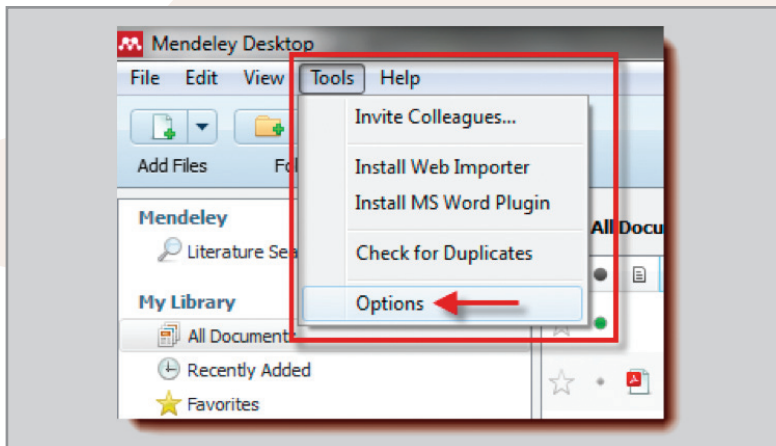 Mendeley Desktop
File Edit View Tools Help
Invite Colleagues...
Add Files Fol
Install Web Importer
Install MS Word Plugin
Mendeley
All Docu
Literature Sea
Check for Duplicates
My Library
Options
All Documents
Recently Added
Favorites